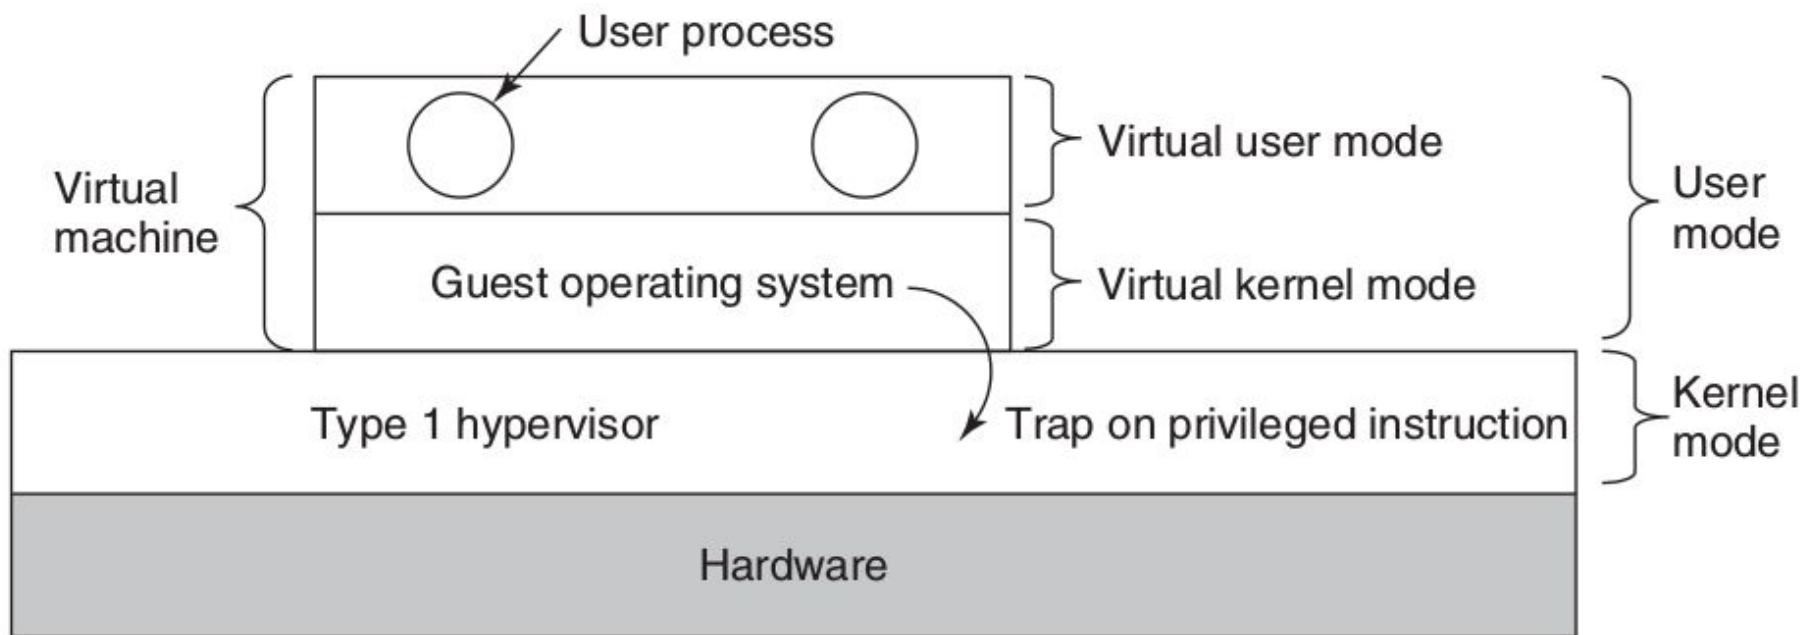 User process
Virtual
machine
Virtual user mode
User
mode
Guest operating system
Virtual kernel mode
Type 1 hypervisor
Trap on privileged instruction
Kernel
mode
Hardware